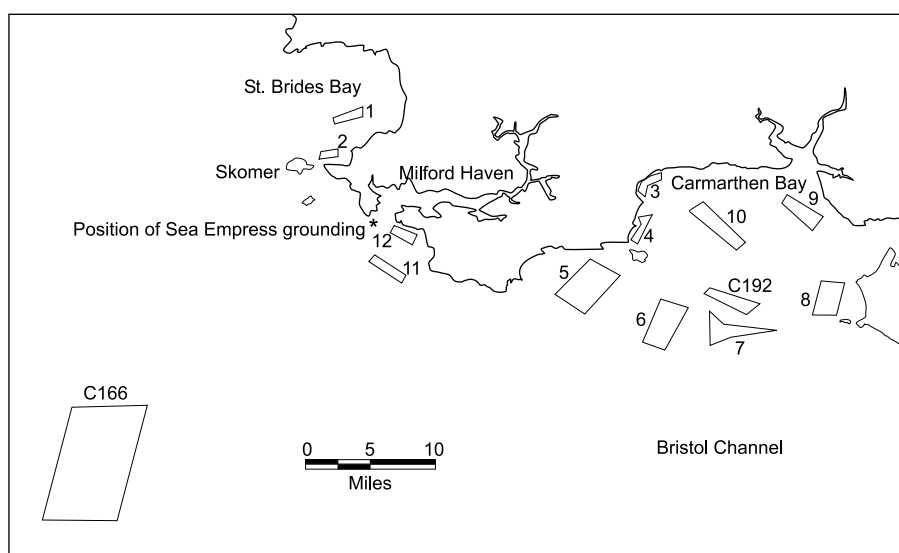 St. Brides Bay
1
2
Skomer
Milford Haven
3
Carmarthen Bay
9
10
Position of Sea Empress grounding *
12
4
11
5
C192
8
6
7
C166
0 5 10
Miles
Bristol Channel